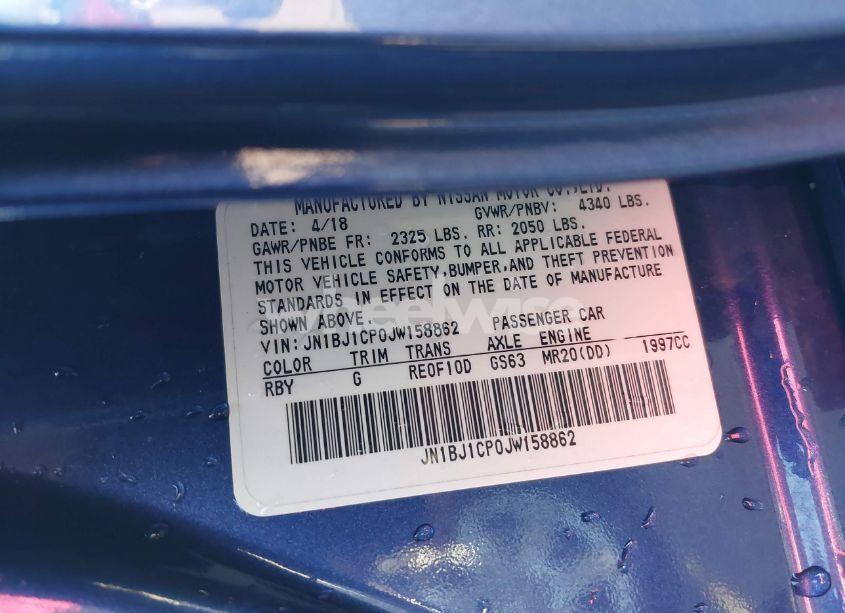 MANUFACTURED BY NISSAN MOTOR CO.,LTD.
DATE: 4/18 GVWR/PNBV: 4340 LBS.
GAWR/PNBE FR: 2325 LBS. RR: 2050 LBS.
THIS VEHICLE CONFORMS TO ALL APPLICABLE FEDERAL
MOTOR VEHICLE SAFETY,BUMPER,AND THEFT PREVENTION
STANDARDS IN EFFECT ON THE DATE OF MANUFACTURE
SHOWN ABOVE.
VIN: JN1BJ1CP0JW158862 PASSENGER CAR
COLOR TRIM TRANS AXLE ENGINE
RBY G RE0F10D GS63 MR20(DD) 1997CC
JN1BJ1CP0JW158862
wheelwise